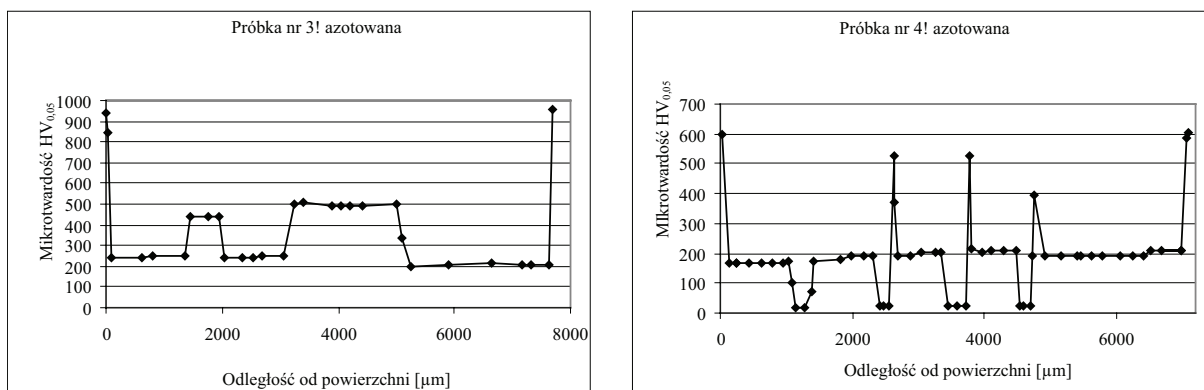 Próbka nr 3! azotowana
Mikrotwardość HV0,05
1000
900
800
700
600
500
400
300
200
100
0
0 2000 4000 6000 8000
Odległość od powierzchni [µm]
Próbka nr 4! azotowana
MIkrotwardość HV0,05
700
600
500
400
300
200
100
0
0 2000 4000 6000
Odległość od powierzchni [µm]